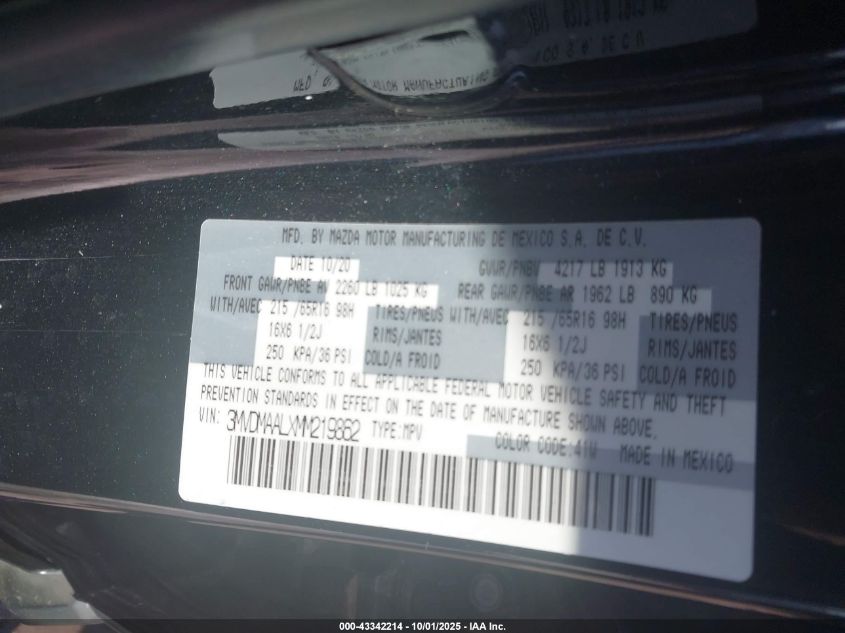 MFD. BY MAZDA MOTOR MANUFACTURING DE MEXICO S.A. DE C.V.
DATE 10/20 GVWR/PNBV 4217 LB 1913 KG
FRONT GAWR/PNBE AV 2260 LB 1025 KG REAR GAWR/PNBE AR 1962 LB 890 KG
WITH/AVEC 215 /65R16 98H TIRES/PNEUS WITH/AVEC 215 /65R16 98H TIRES/PNEUS
16X6 1/2J RIMS/JANTES 16X6 1/2J RIMS/JANTES
250 KPA/36 PSI COLD/A FROID 250 KPA/36 PSI COLD/A FROID
THIS VEHICLE CONFORMS TO ALL APPLICABLE FEDERAL MOTOR VEHICLE SAFETY AND THEFT
PREVENTION STANDARDS IN EFFECT ON THE DATE OF MANUFACTURE SHOWN ABOVE.
VIN: 3MVDMAALXMM219862 TYPE:MPV COLOR CODE:41W MADE IN MEXICO
000-43342214 - 10/01/2025 - IAA Inc.